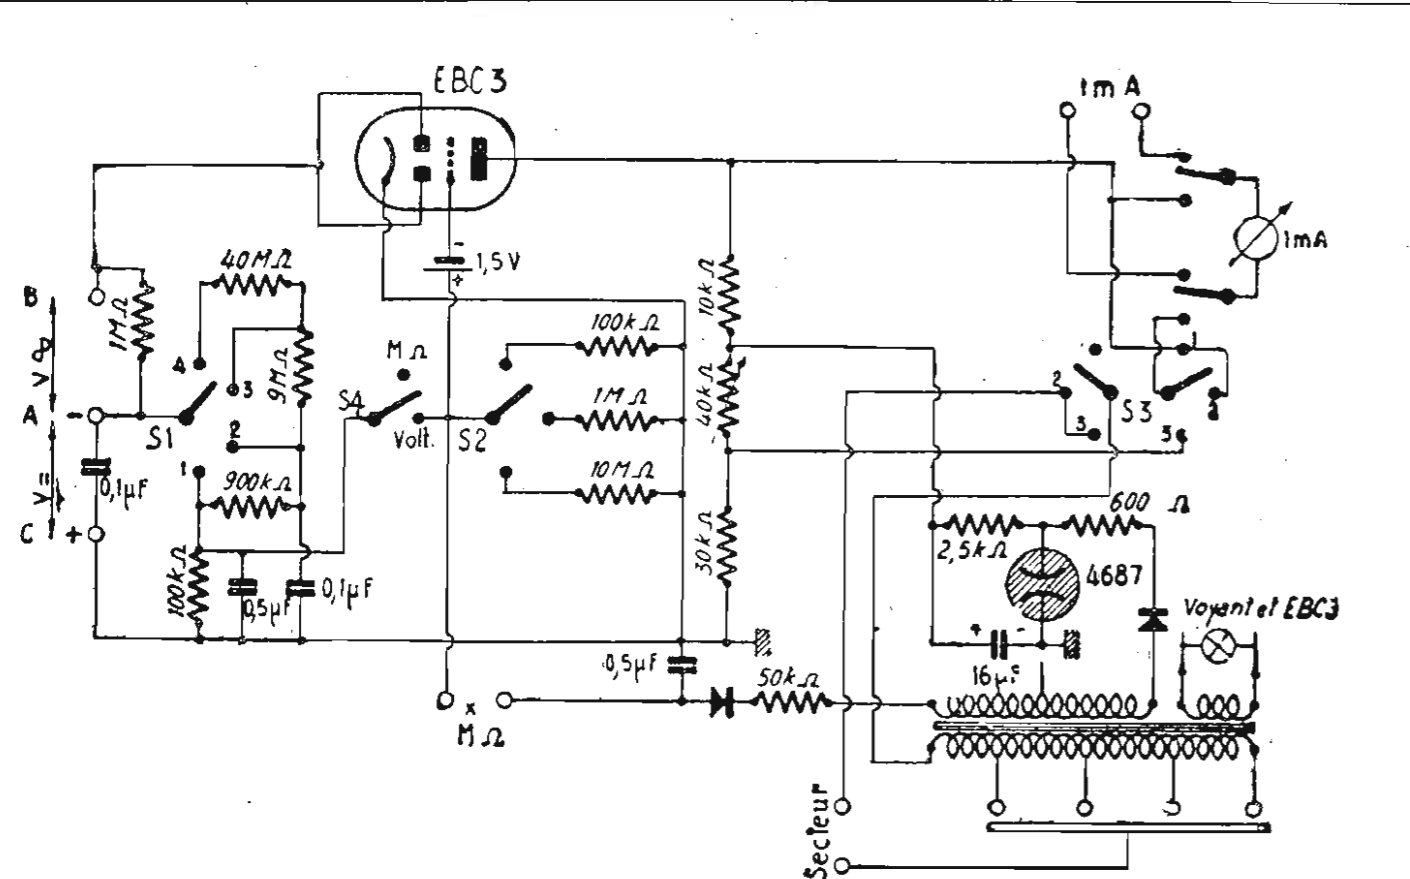 EBC3
1mA
1,5V
40MΩ
B
1MΩ
4
3
9MΩ
MΩ
100kΩ
10kΩ
1mA
V
A -
S1
2
S4
Volt.
S2
1MΩ
40kΩ
2
S3
2
3
3
V=
0,1µF
1
900kΩ
10MΩ
C +
100kΩ
0,5µF
0,1µF
30kΩ
600 Ω
2,5kΩ
4687
Voyant et EBC3
+ -
16µF
0,5µF
50kΩ
x
MΩ
Secteur